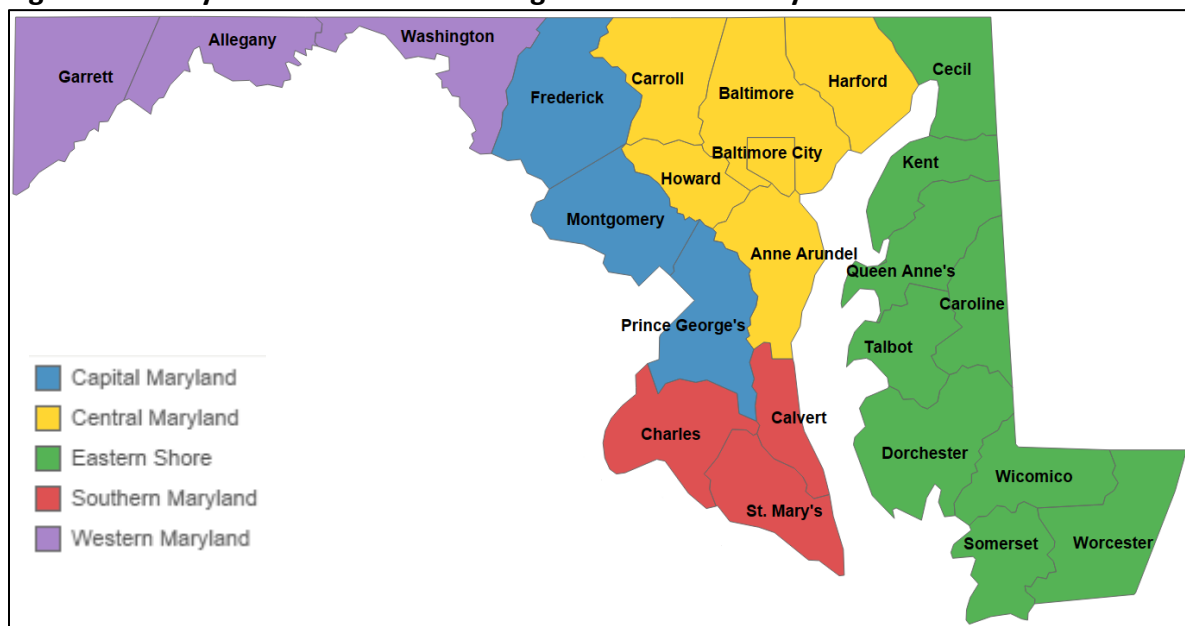 Garrett
Allegany
Washington
Frederick
Carroll
Baltimore
Harford
Cecil
Baltimore City
Howard
Kent
Montgomery
Anne Arundel
Queen Anne's
Caroline
Prince George's
Talbot
Charles
Calvert
Dorchester
Wicomico
St. Mary's
Somerset
Worcester
Capital Maryland
Central Maryland
Eastern Shore
Southern Maryland
Western Maryland